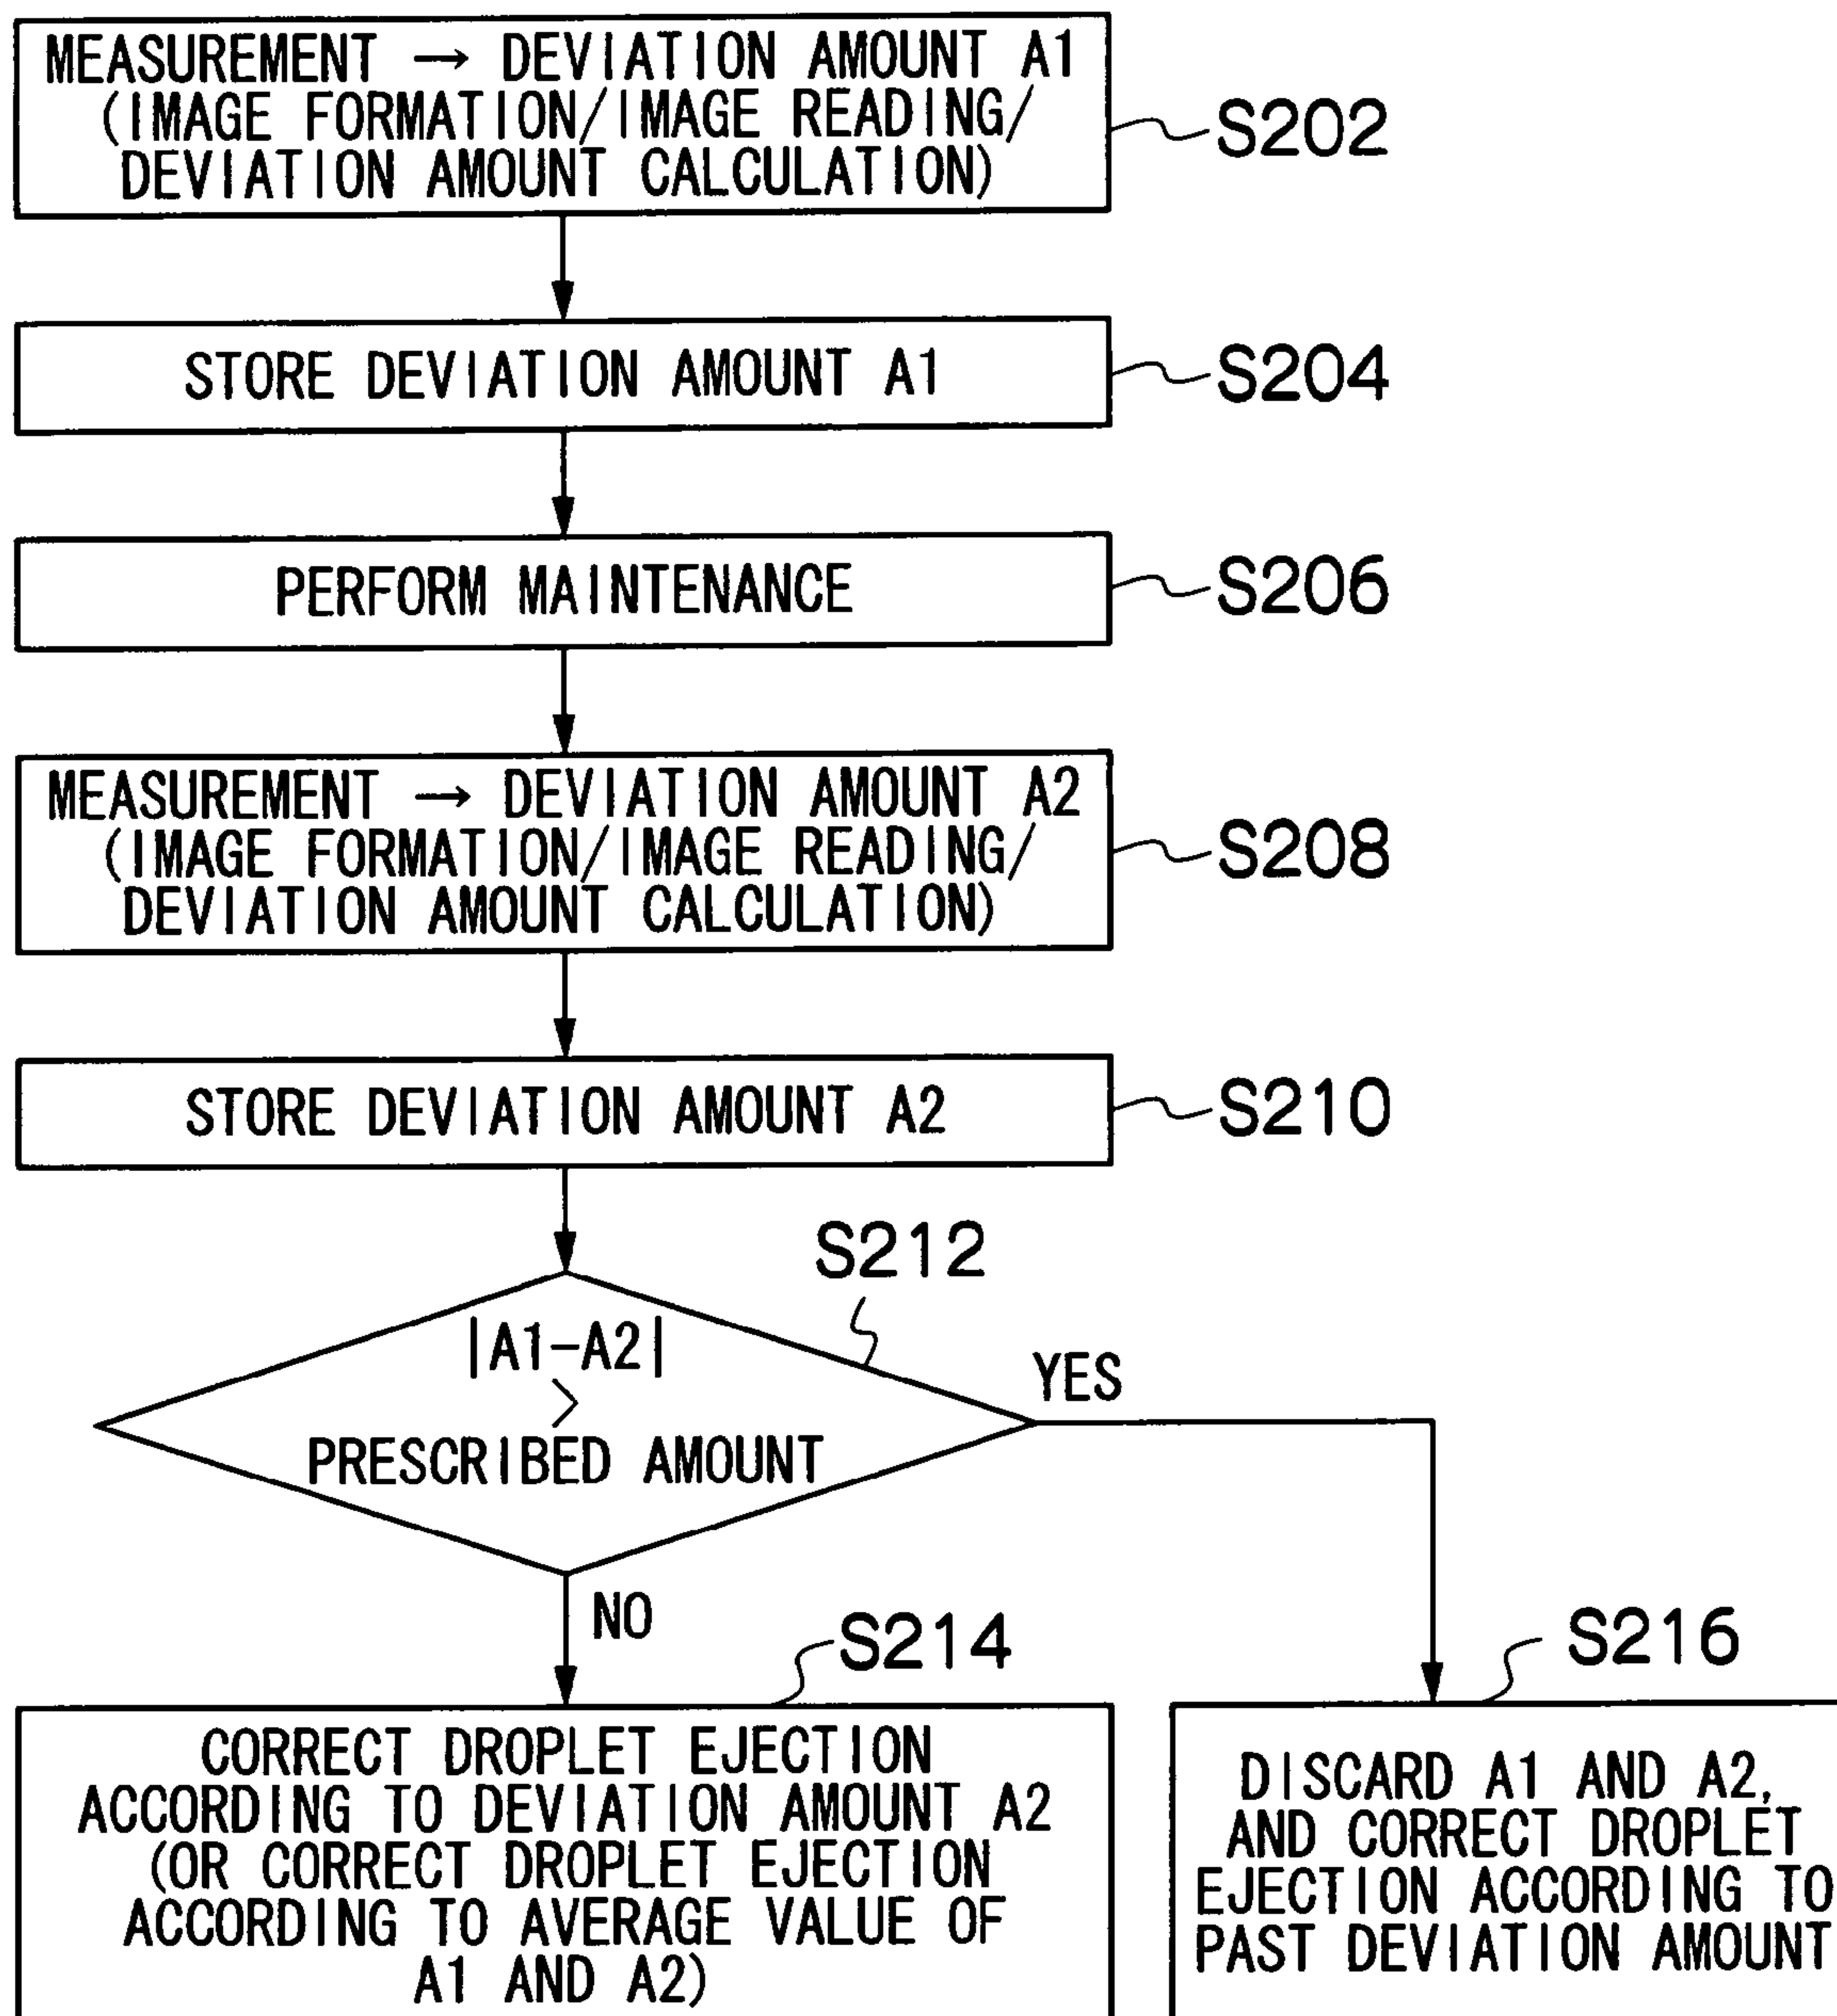 MEASUREMENT → DEVIATION AMOUNT A1
(IMAGE FORMATION/IMAGE READING/
DEVIATION AMOUNT CALCULATION)
S202
STORE DEVIATION AMOUNT A1
S204
PERFORM MAINTENANCE
S206
MEASUREMENT → DEVIATION AMOUNT A2
(IMAGE FORMATION/IMAGE READING/
DEVIATION AMOUNT CALCULATION)
S208
STORE DEVIATION AMOUNT A2
S210
S212
|A1-A2|
>
PRESCRIBED AMOUNT
YES
NO
S214
CORRECT DROPLET EJECTION
ACCORDING TO DEVIATION AMOUNT A2
(OR CORRECT DROPLET EJECTION
ACCORDING TO AVERAGE VALUE OF
A1 AND A2)
S216
DISCARD A1 AND A2,
AND CORRECT DROPLET
EJECTION ACCORDING TO
PAST DEVIATION AMOUNT